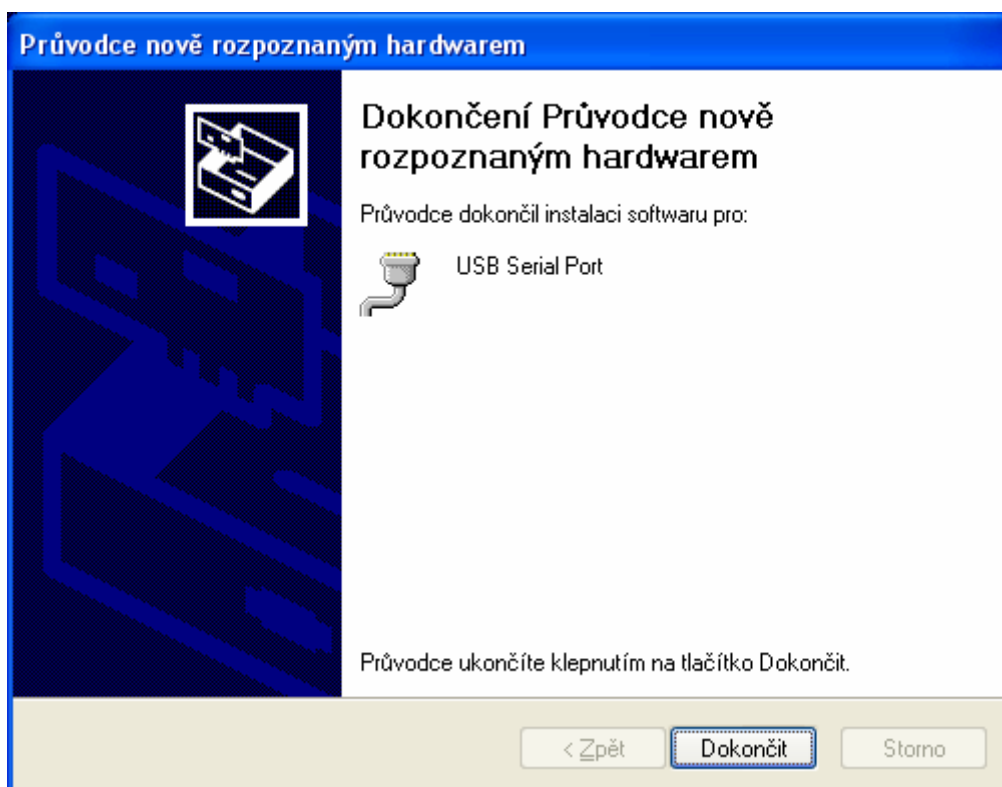 Průvodce nově rozpoznaným hardwarem
Dokončení Průvodce nově
rozpoznaným hardwarem
Průvodce dokončil instalaci softwaru pro:
USB Serial Port
Průvodce ukončíte klepnutím na tlačítko Dokončit.
< Zpět
Dokončit
Storno